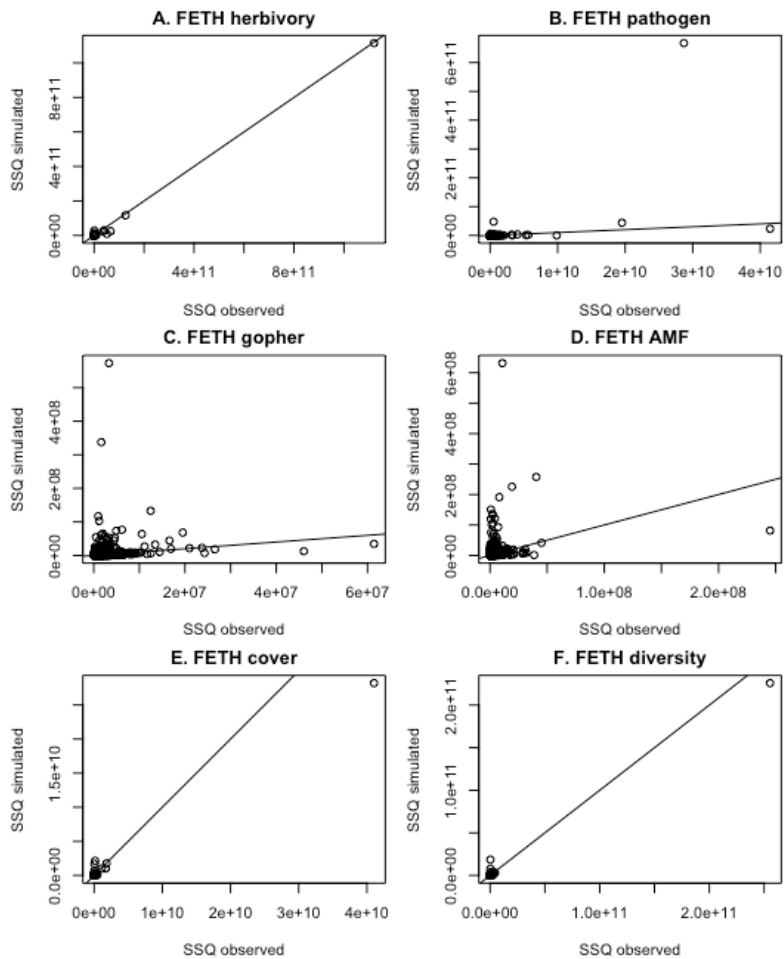 A. FETH herbivory
SSQ simulated
0e+00 4e+11 8e+11
0e+00 4e+11 8e+11
SSQ observed
B. FETH pathogen
SSQ simulated
0e+00 2e+11 4e+11 6e+11
0e+00 1e+10 2e+10 3e+10 4e+10
SSQ observed
C. FETH gopher
SSQ simulated
0e+00 2e+08 4e+08
0e+00 2e+07 4e+07 6e+07
SSQ observed
D. FETH AMF
SSQ simulated
0e+00 2e+08 4e+08 6e+08
0.0e+00 1.0e+08 2.0e+08
SSQ observed
E. FETH cover
SSQ simulated
0.0e+00 1.5e+10
0e+00 1e+10 2e+10 3e+10 4e+10
SSQ observed
F. FETH diversity
SSQ simulated
0.0e+00 1.0e+11 2.0e+11
0.0e+00 1.0e+11 2.0e+11
SSQ observed